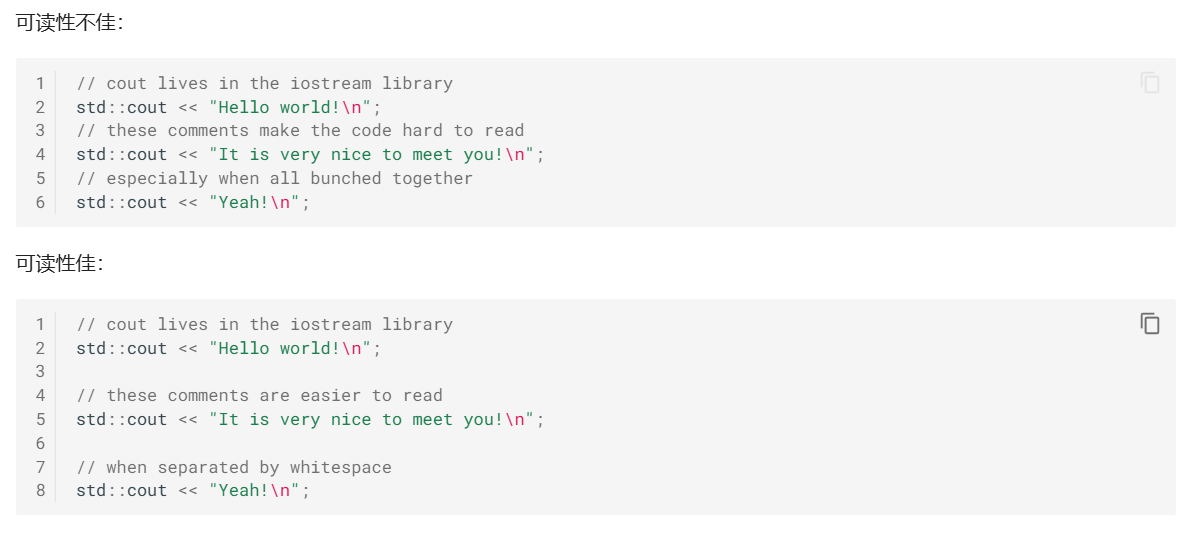 可读性不佳：
1 // cout lives in the iostream library
2 std::cout << "Hello world!\n";
3 // these comments make the code hard to read
4 std::cout << "It is very nice to meet you!\n";
5 // especially when all bunched together
6 std::cout << "Yeah!\n";
可读性佳：
1 // cout lives in the iostream library
2 std::cout << "Hello world!\n";
3
4 // these comments are easier to read
5 std::cout << "It is very nice to meet you!\n";
6
7 // when separated by whitespace
8 std::cout << "Yeah!\n";